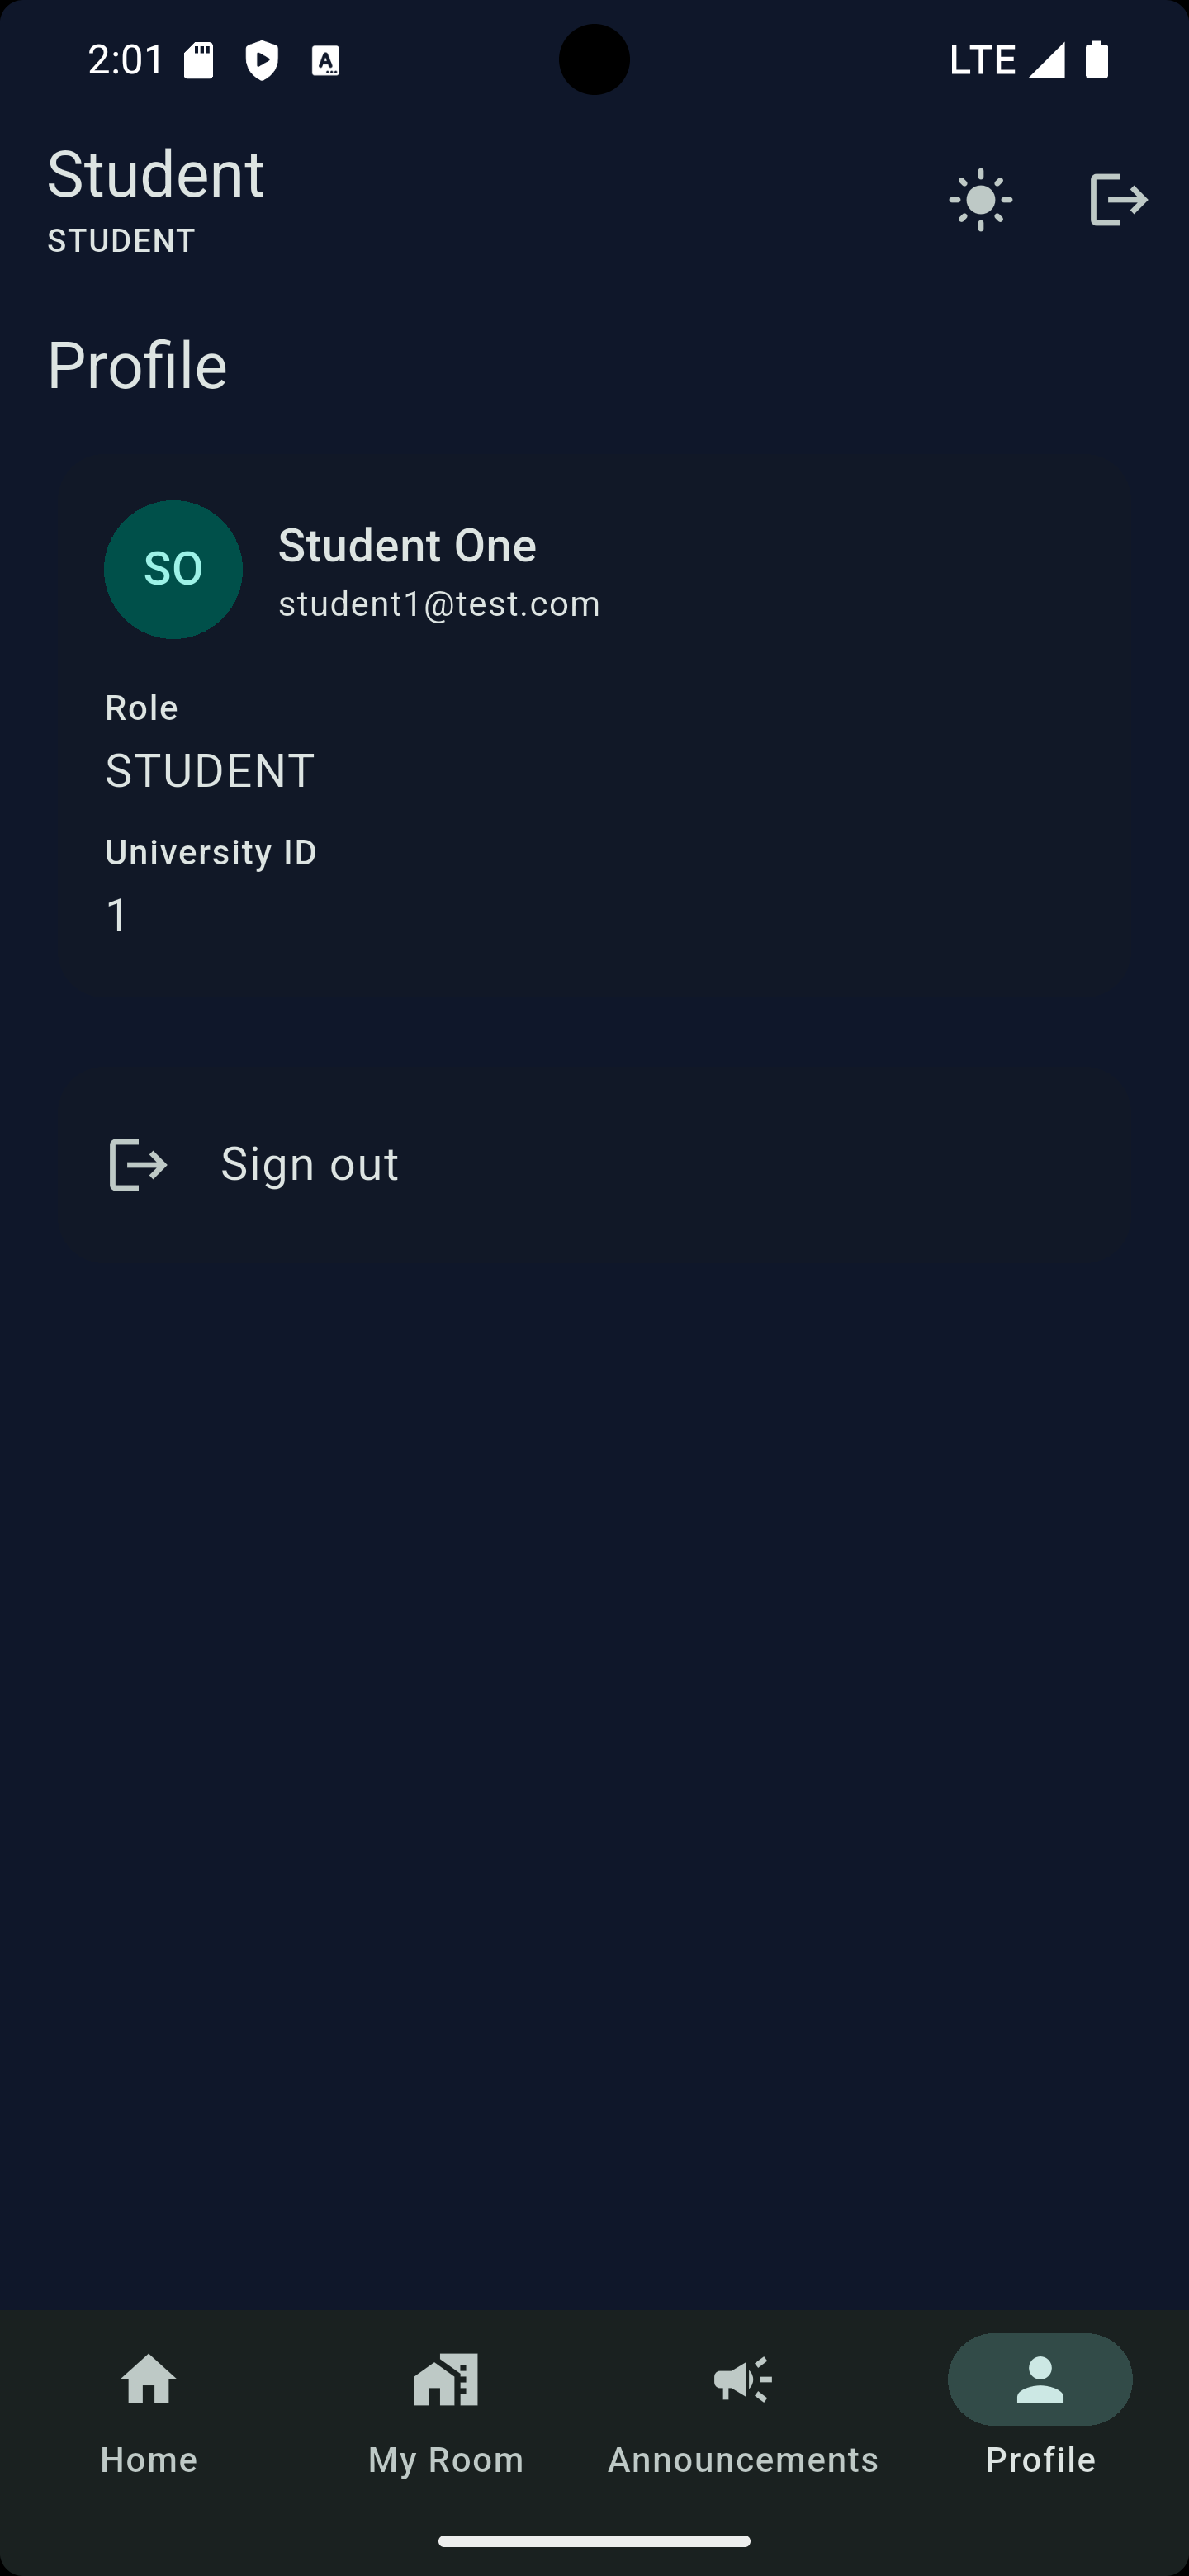 2:01
LTE
Student
STUDENT
Profile
SO
Student One
student1@test.com
Role
STUDENT
University ID
1
Sign out
Home
My Room
Announcements
Profile